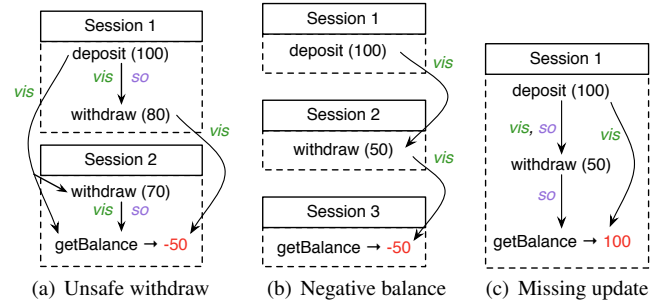 Session 1
deposit (100)
vis
vis so
withdraw (80)
vis
Session 2
withdraw (70)
vis so
getBalance → -50
(a) Unsafe withdraw
Session 1
deposit (100)
vis
Session 2
withdraw (50)
vis
Session 3
getBalance → -50
(b) Negative balance
Session 1
deposit (100)
vis, so
vis
withdraw (50)
so
getBalance → 100
(c) Missing update